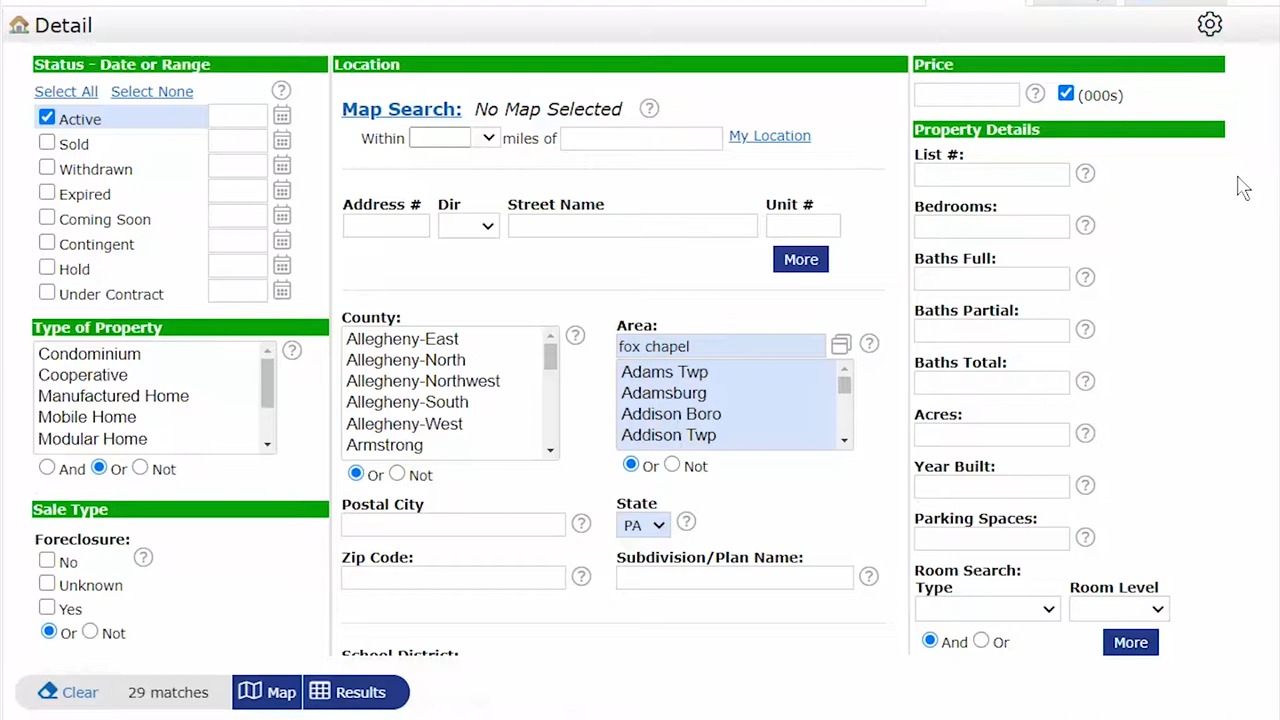 Detail
Status - Date or Range
Select All Select None ?
Active
Sold
Withdrawn
Expired
Coming Soon
Contingent
Hold
Under Contract
Type of Property
Condominium
Cooperative
Manufactured Home
Mobile Home
Modular Home
?
And Or Not
Sale Type
Foreclosure:
No
?
Unknown
Yes
Or Not
Location
Map Search: No Map Selected ?
Within miles of My Location
Address # Dir Street Name Unit #
More
County:
Allegheny-East
Allegheny-North
Allegheny-Northwest
Allegheny-South
Allegheny-West
Armstrong
?
Or Not
Area:
fox chapel ?
Adams Twp
Adamsburg
Addison Boro
Addison Twp
Or Not
Postal City
?
State
PA ?
Zip Code:
?
Subdivision/Plan Name:
?
Price
? (000s)
Property Details
List #:
?
Bedrooms:
?
Baths Full:
?
Baths Partial:
?
Baths Total:
?
Acres:
?
Year Built:
?
Parking Spaces:
?
Room Search:
Type Room Level
And Or More
Clear 29 matches Map Results